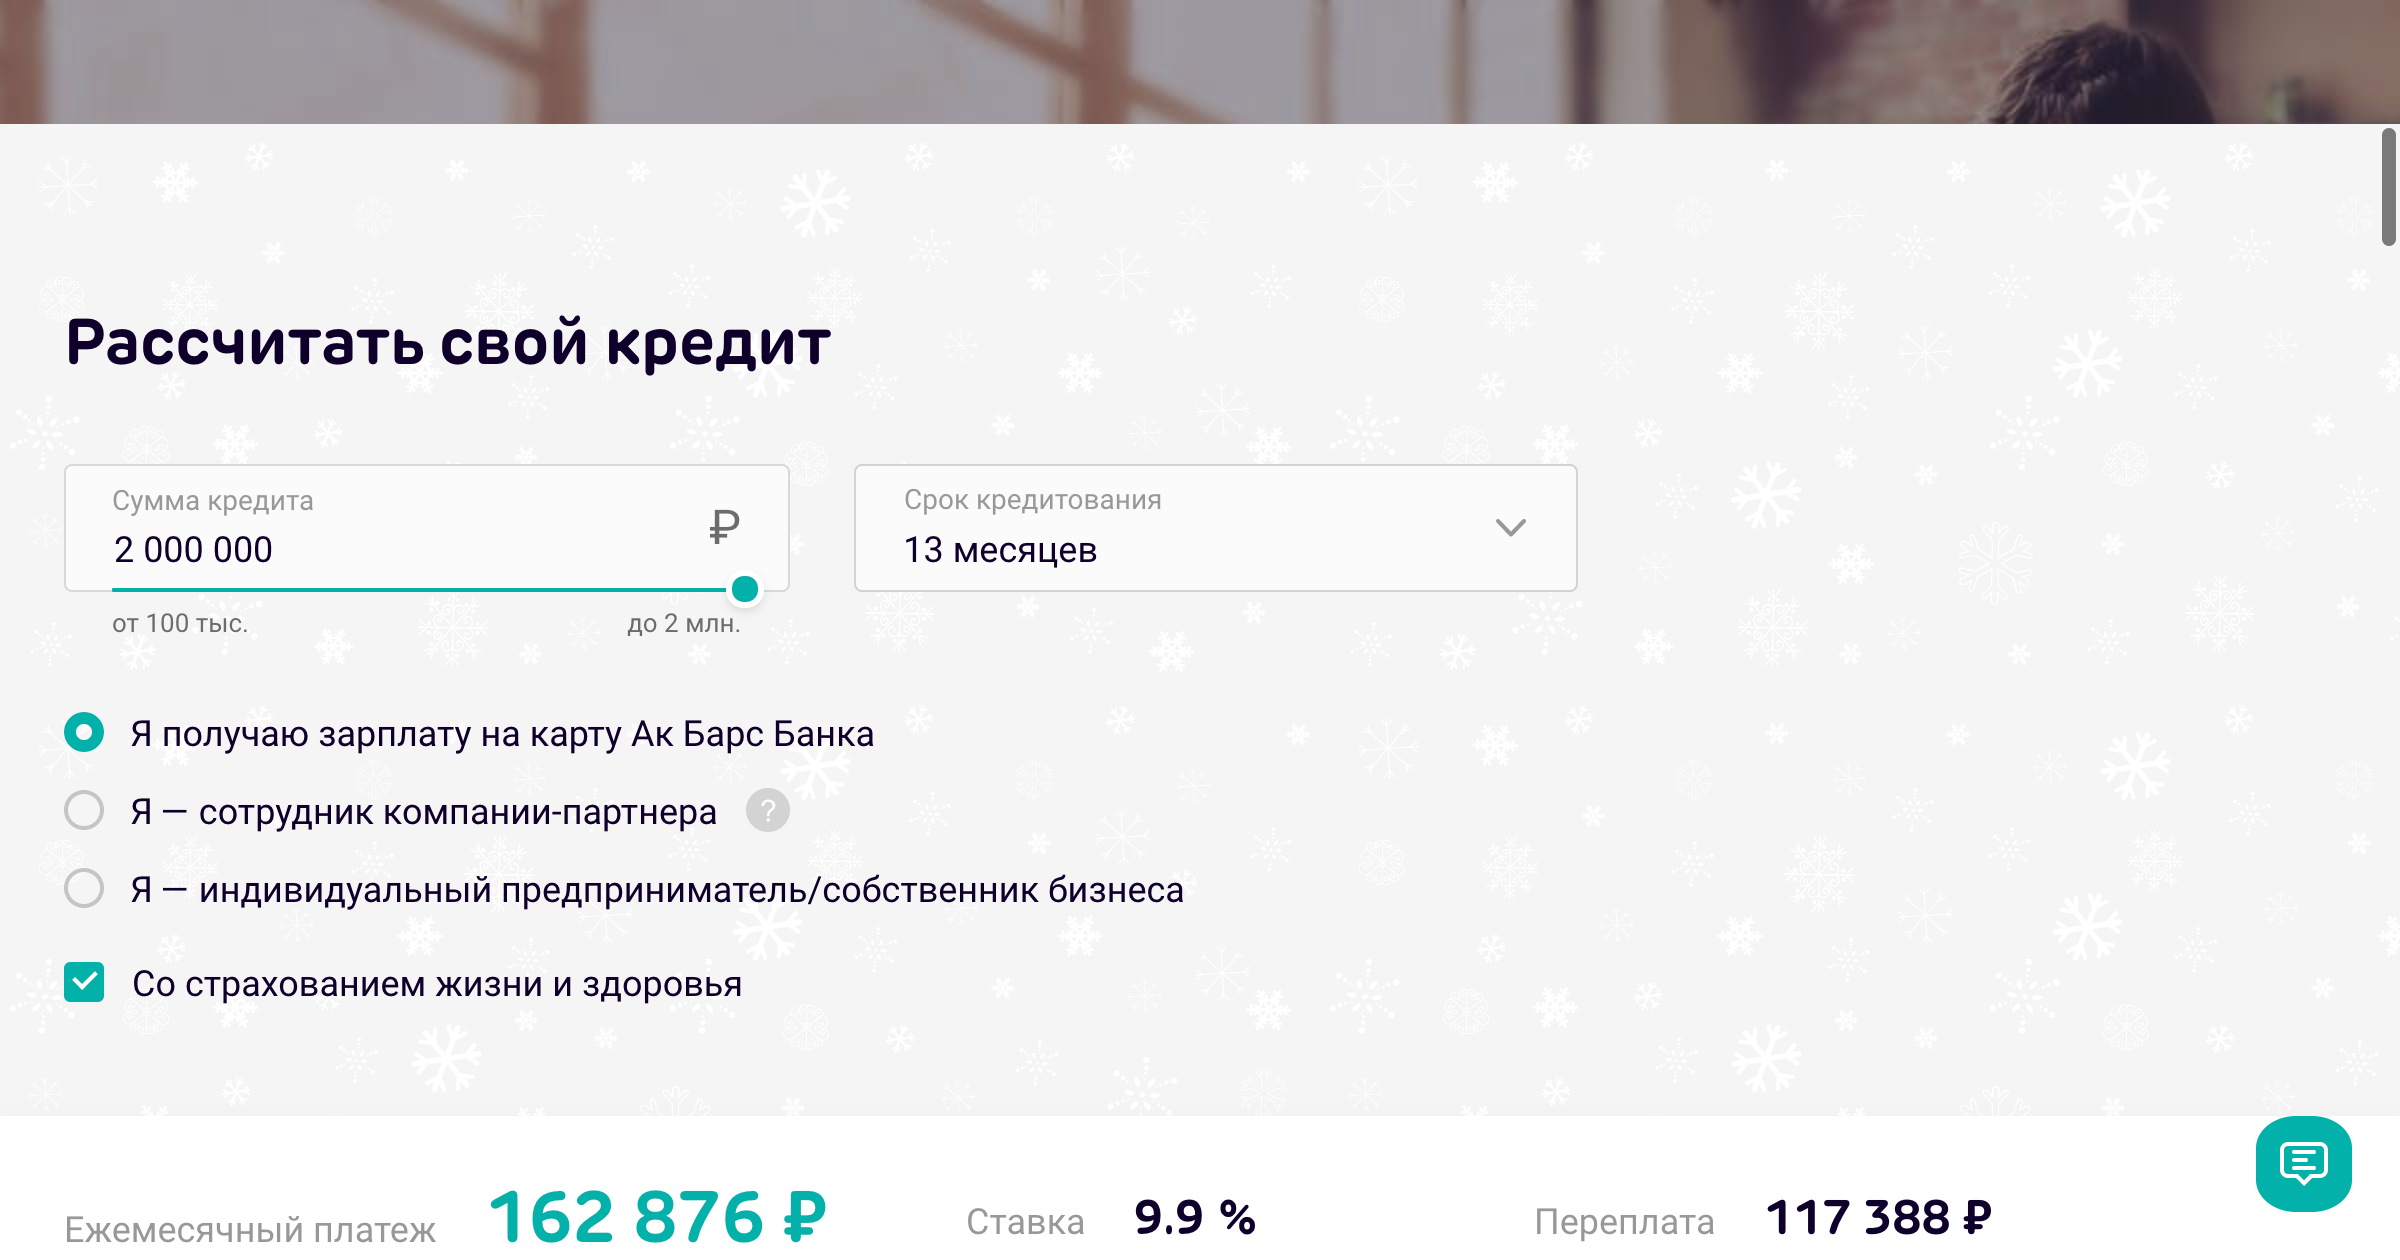 Рассчитать свой кредит
Сумма кредита
2 000 000
₽
от 100 тыс.
до 2 млн.
Срок кредитования
13 месяцев
Я получаю зарплату на карту Ак Барс Банка
Я — сотрудник компании-партнера ?
Я — индивидуальный предприниматель/собственник бизнеса
Со страхованием жизни и здоровья
Ежемесячный платеж 162 876 ₽
Ставка 9.9 %
Переплата 117 388 ₽